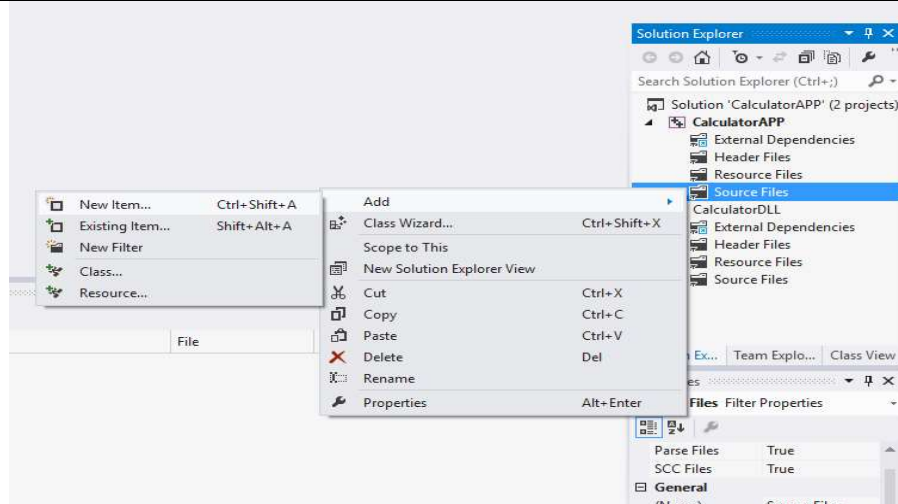 Solution Explorer
Search Solution Explorer (Ctrl+;)
Solution 'CalculatorAPP' (2 projects)
CalculatorAPP
External Dependencies
Header Files
Resource Files
Source Files
CalculatorDLL
External Dependencies
Header Files
Resource Files
Source Files
New Item... Ctrl+Shift+A
Existing Item... Shift+Alt+A
New Filter
Class...
Resource...
Add
Class Wizard... Ctrl+Shift+X
Scope to This
New Solution Explorer View
Cut Ctrl+X
Copy Ctrl+C
Paste Ctrl+V
Delete Del
Rename
Properties Alt+Enter
File
Ex... Team Explo... Class View
Files Filter Properties
Parse Files True
SCC Files True
General